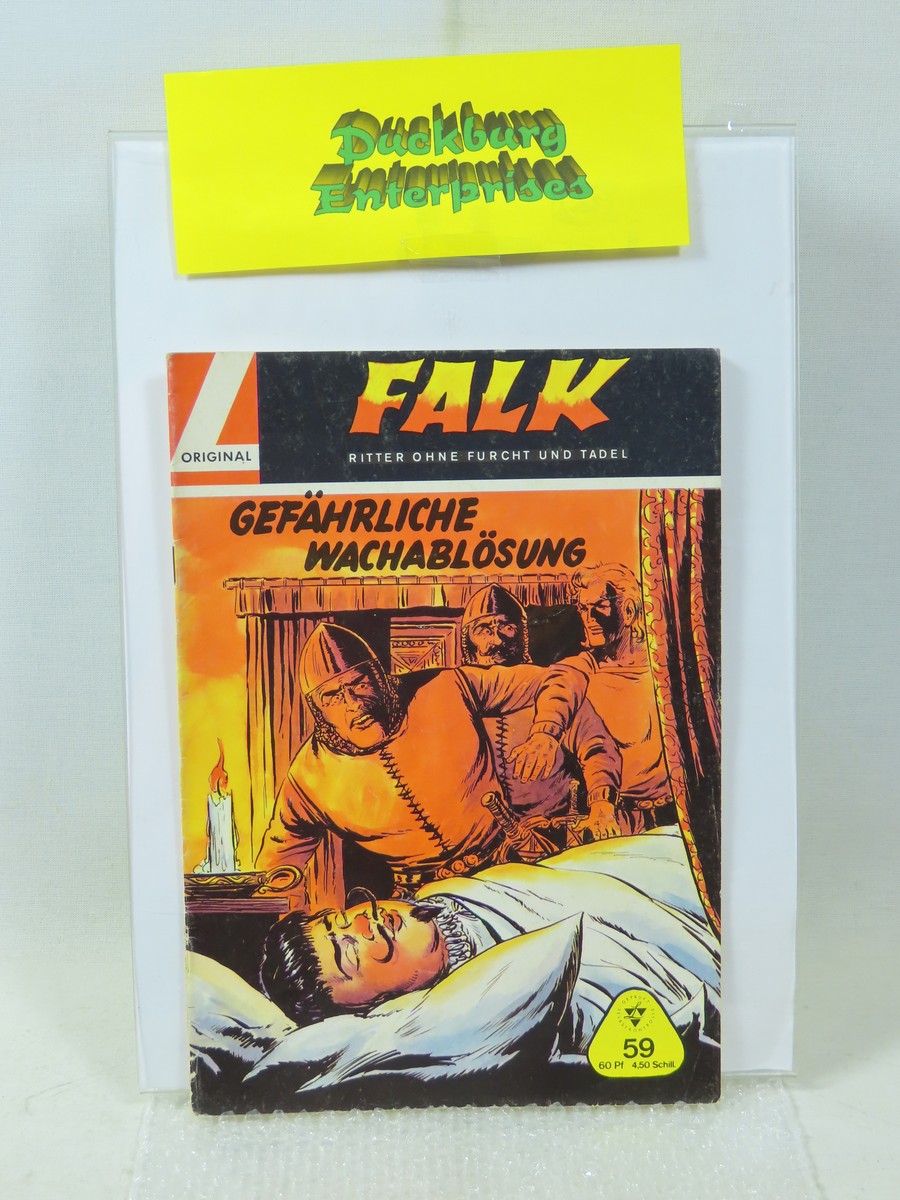 Duckburg
Enterprises
ORIGINAL
FALK
RITTER OHNE FURCHT UND TADEL
GEFÄHRLICHE
WACHABLÖSUNG
59
60 Pf 4,50 Schill.